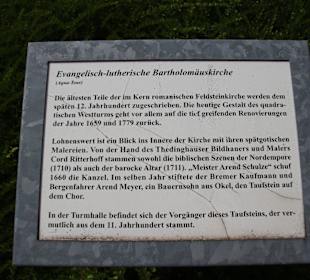 Evangelisch-lutherische Bartholomäuskirche
(Agnus-Tour)
Die ältesten Teile der im Kern romanischen Feldsteinkirche werden dem
späten 12. Jahrhundert zugeschrieben. Die heutige Gestalt des quadra-
tischen Westturms geht vor allem auf die tief greifenden Renovierungen
der Jahre 1659 und 1779 zurück.
Lohnenswert ist ein Blick ins Innere der Kirche mit ihren spätgotischen
Malereien. Von der Hand des Thedinghäuser Bildhauers und Malers
Cord Ritterhoff stammen sowohl die biblischen Szenen der Nordempore
(1710) als auch der barocke Altar (1711). „Meister Arend Schulze“ schuf
1660 die Kanzel. Im selben Jahr stiftete der Bremer Kaufmann und
Bergenfahrer Arend Meyer, ein Bauernsohn aus Okel, den Taufstein auf
dem Chor.
In der Turmhalle befindet sich der Vorgänger dieses Taufsteins, der ver-
mutlich aus dem 11. Jahrhundert stammt.